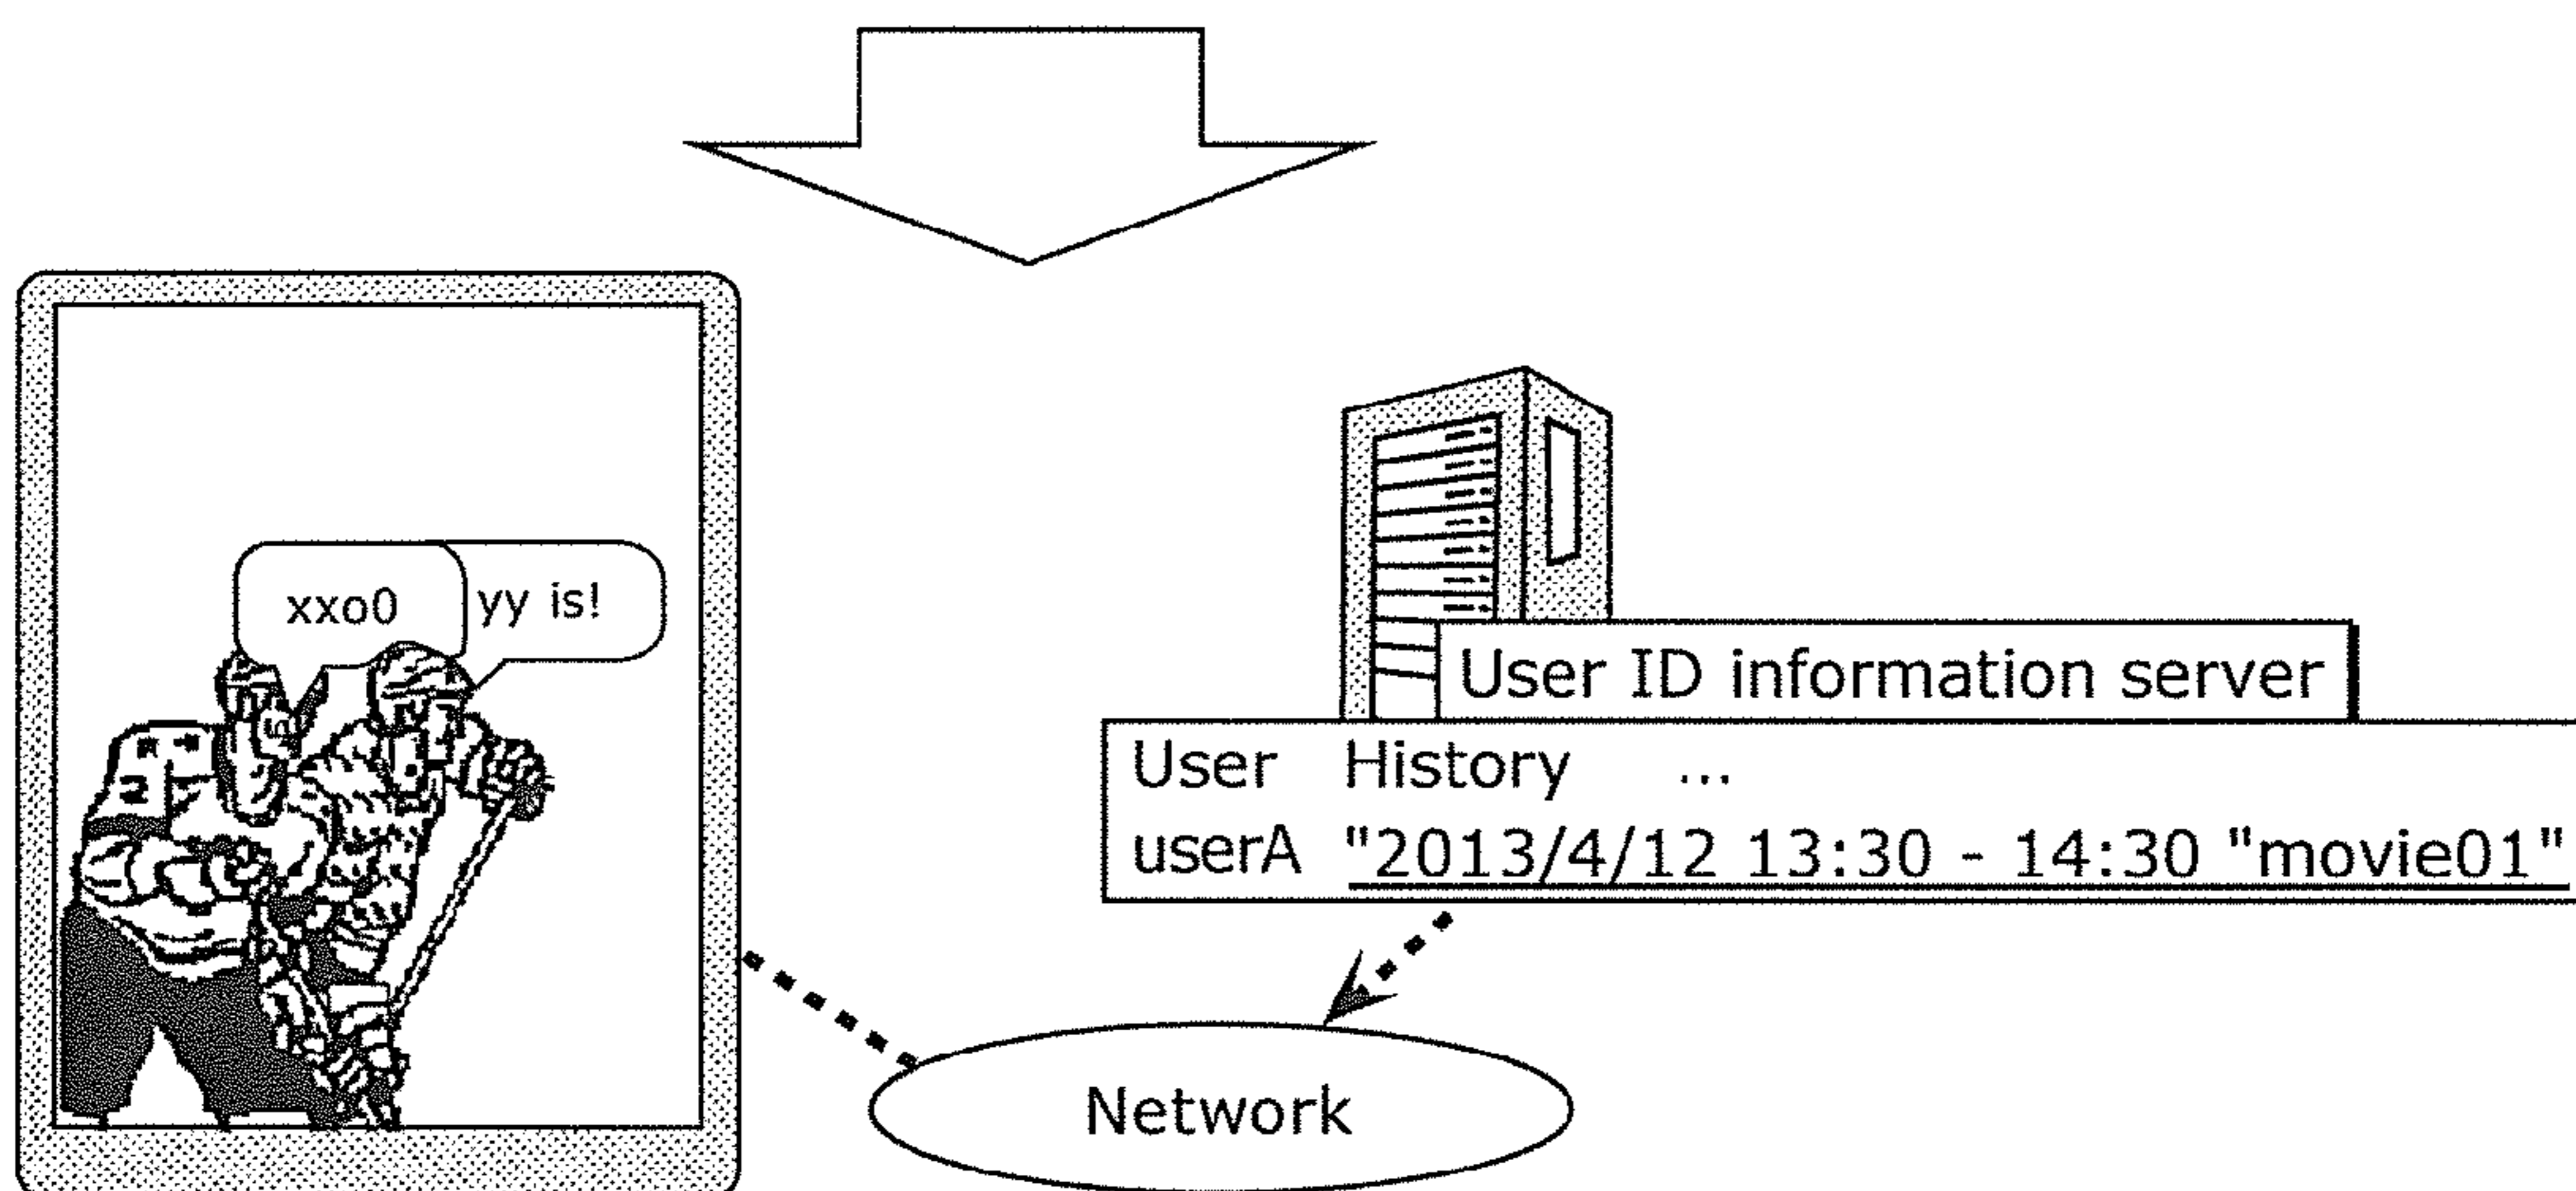 xxo0
yy is!
User ID information server
User History ...
userA "2013/4/12 13:30 - 14:30 "movie01"
Network